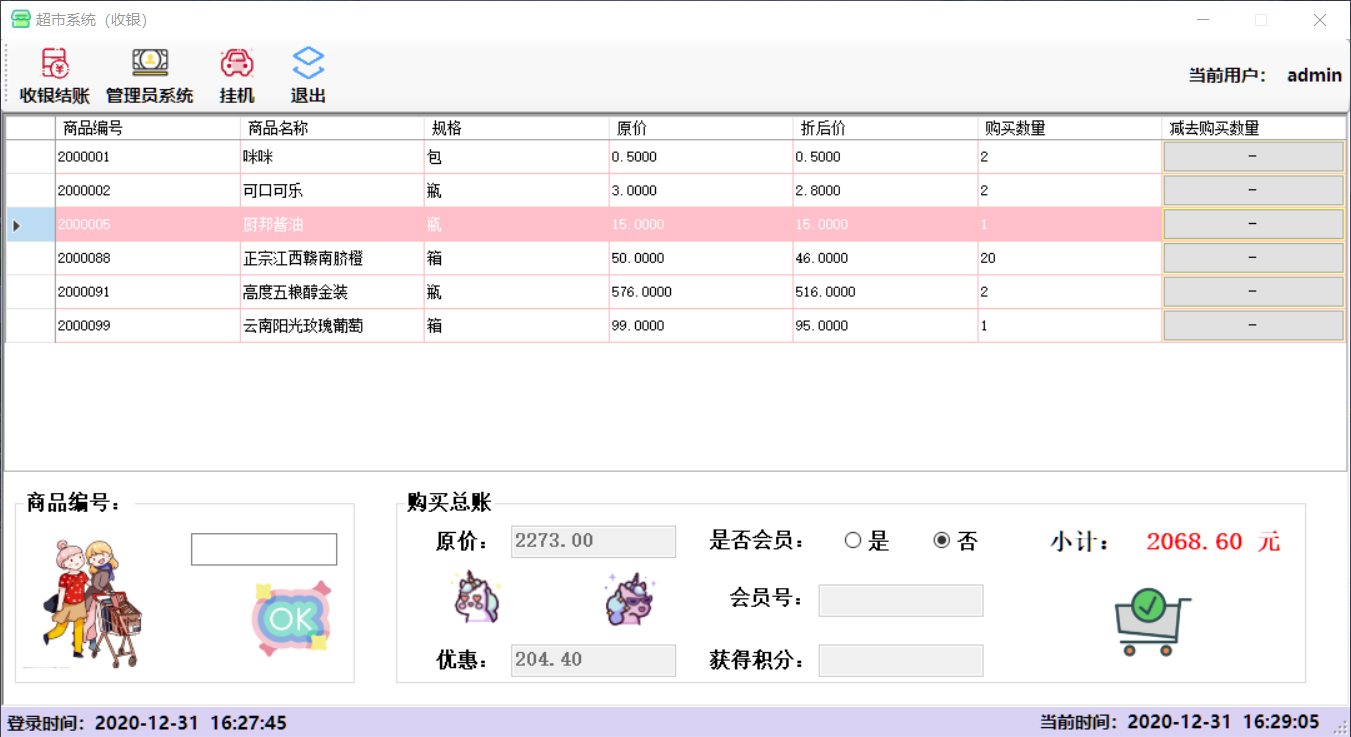 超市系统（收银）
收银结账 管理员系统 挂机 退出 当前用户： admin
商品编号 商品名称 规格 原价 折后价 购买数量 减去购买数量
2000001 咪咪 包 0.5000 0.5000 2 -
2000002 可口可乐 瓶 3.0000 2.8000 2 -
2000005 厨邦酱油 瓶 15.0000 15.0000 1 -
2000088 正宗江西赣南脐橙 箱 50.0000 46.0000 20 -
2000091 高度五粮醇金装 瓶 576.0000 516.0000 2 -
2000099 云南阳光玫瑰葡萄 箱 99.0000 95.0000 1 -
商品编号：
OK
购买总账
原价： 2273.00 是否会员： 是 否 小计： 2068.60 元
会员号：
优惠： 204.40 获得积分：
登录时间： 2020-12-31 16:27:45 当前时间： 2020-12-31 16:29:05